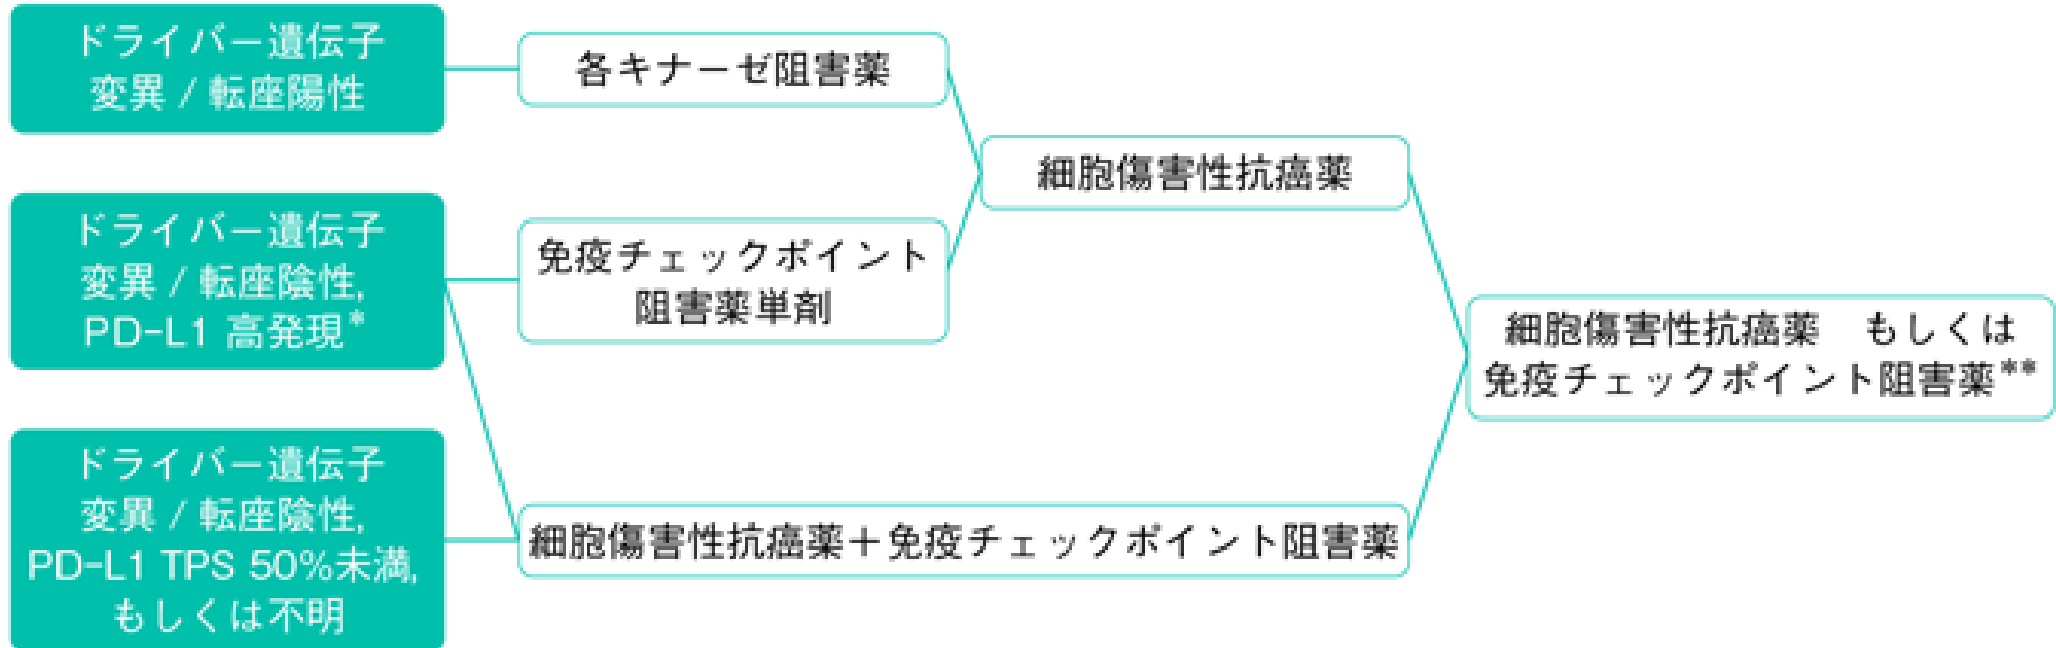 ドライバー遺伝子
変異 / 転座陽性
各キナーゼ阻害薬
細胞傷害性抗癌薬
ドライバー遺伝子
変異 / 転座陰性,
PD-L1 高発現*
免疫チェックポイント
阻害薬単剤
細胞傷害性抗癌薬　もしくは
免疫チェックポイント阻害薬**
ドライバー遺伝子
変異 / 転座陰性,
PD-L1 TPS 50%未満,
もしくは不明
細胞傷害性抗癌薬＋免疫チェックポイント阻害薬